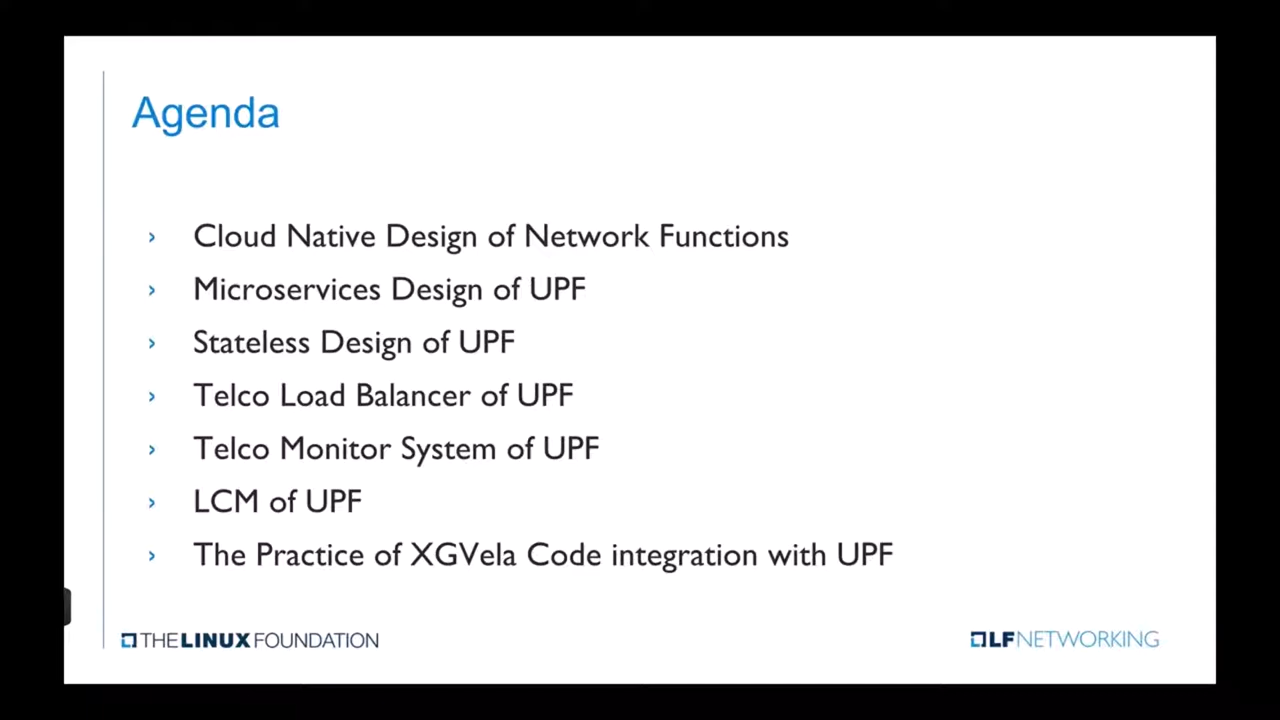 Agenda
› Cloud Native Design of Network Functions
› Microservices Design of UPF
› Stateless Design of UPF
› Telco Load Balancer of UPF
› Telco Monitor System of UPF
› LCM of UPF
› The Practice of XGVela Code integration with UPF
THE LINUX FOUNDATION
LFNETWORKING